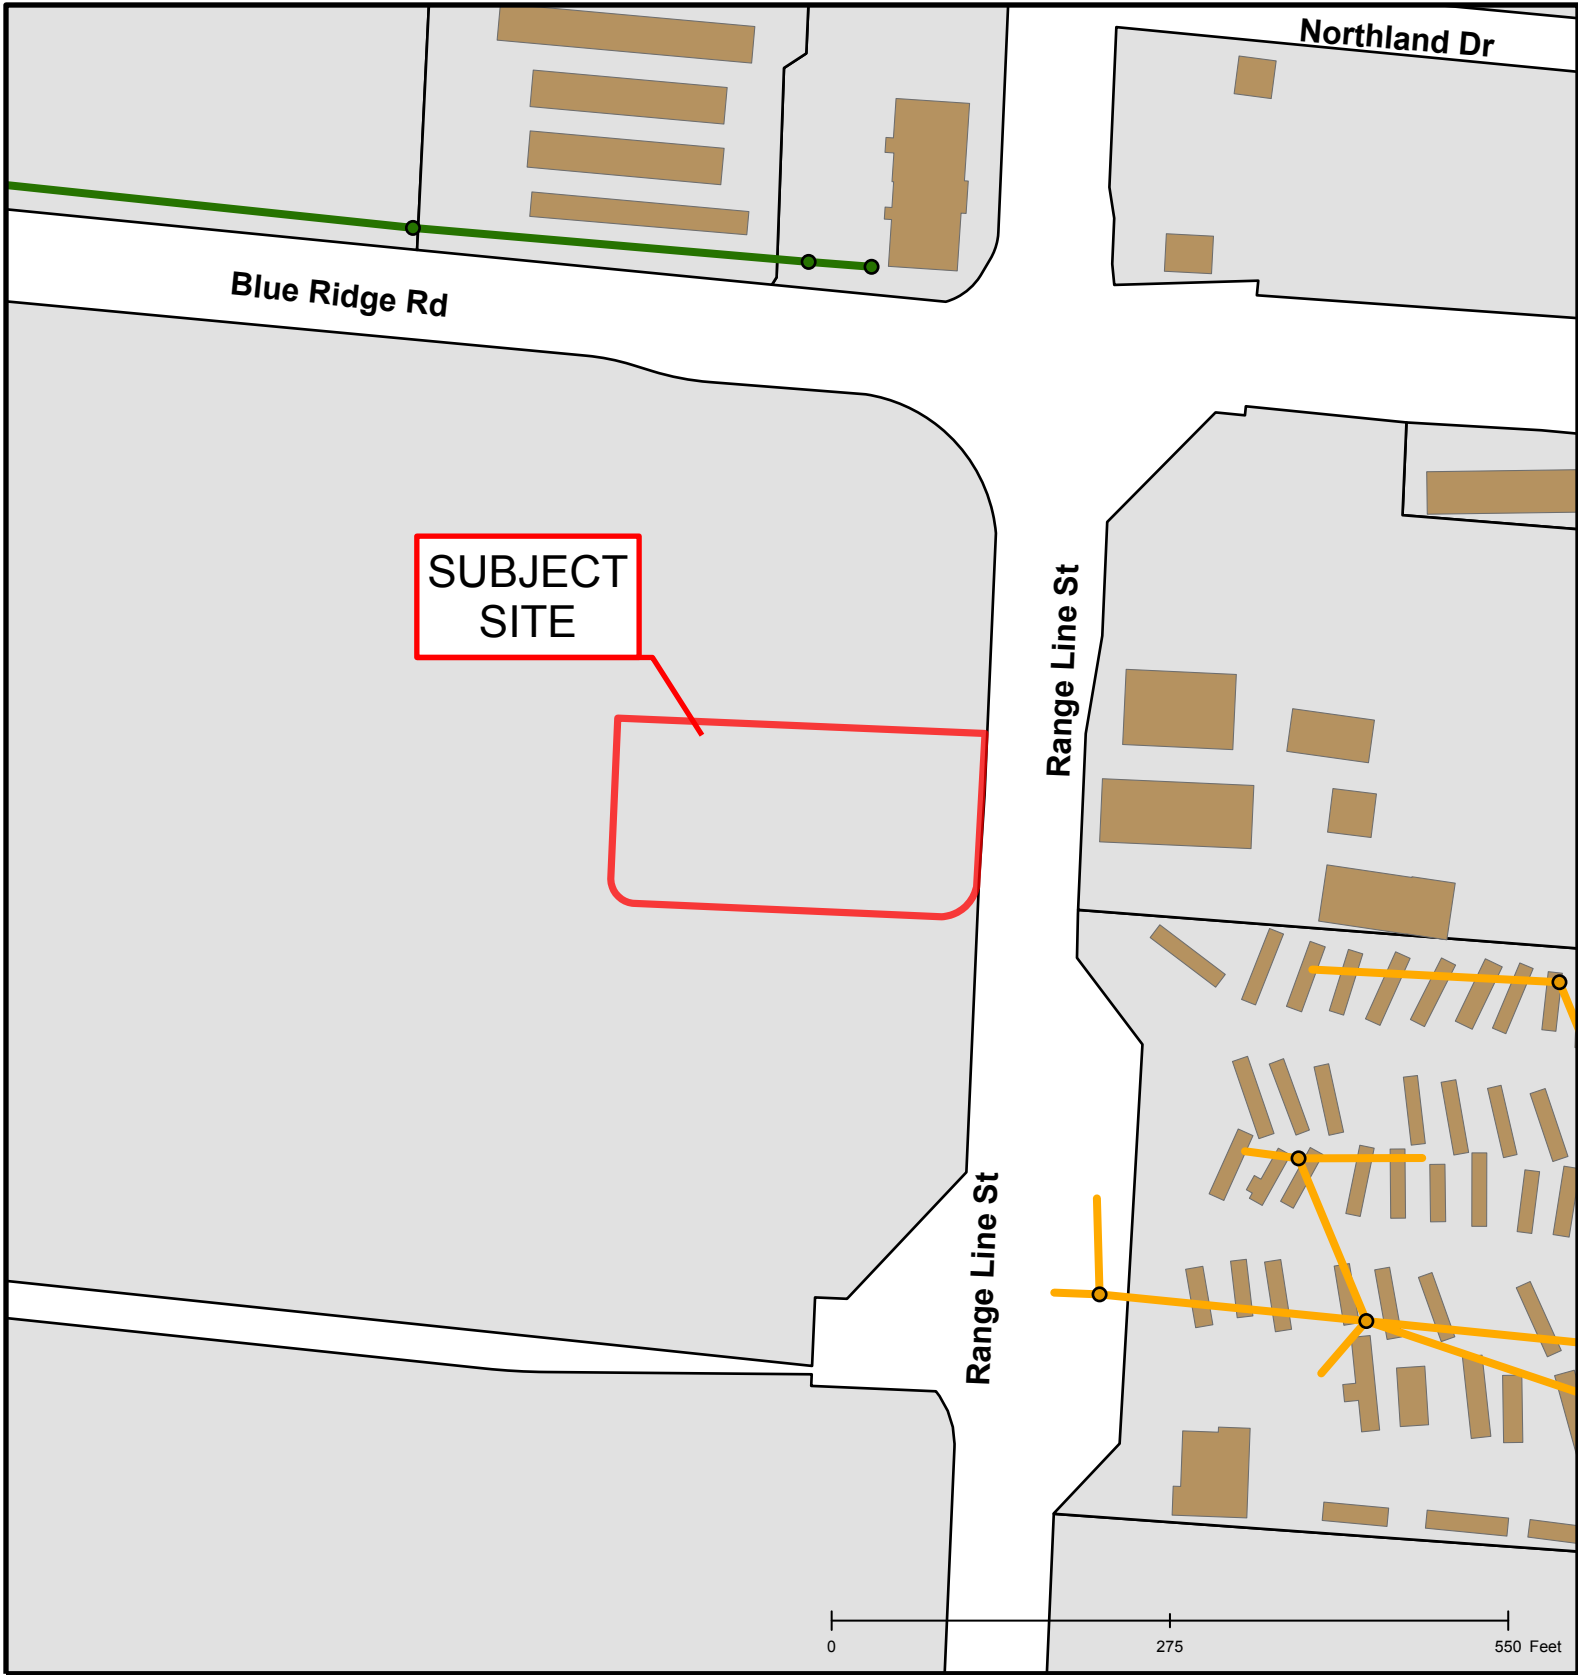 Northland Dr
Blue Ridge Rd
SUBJECT
SITE
Range Line St
Range Line St
0 275 550 Feet